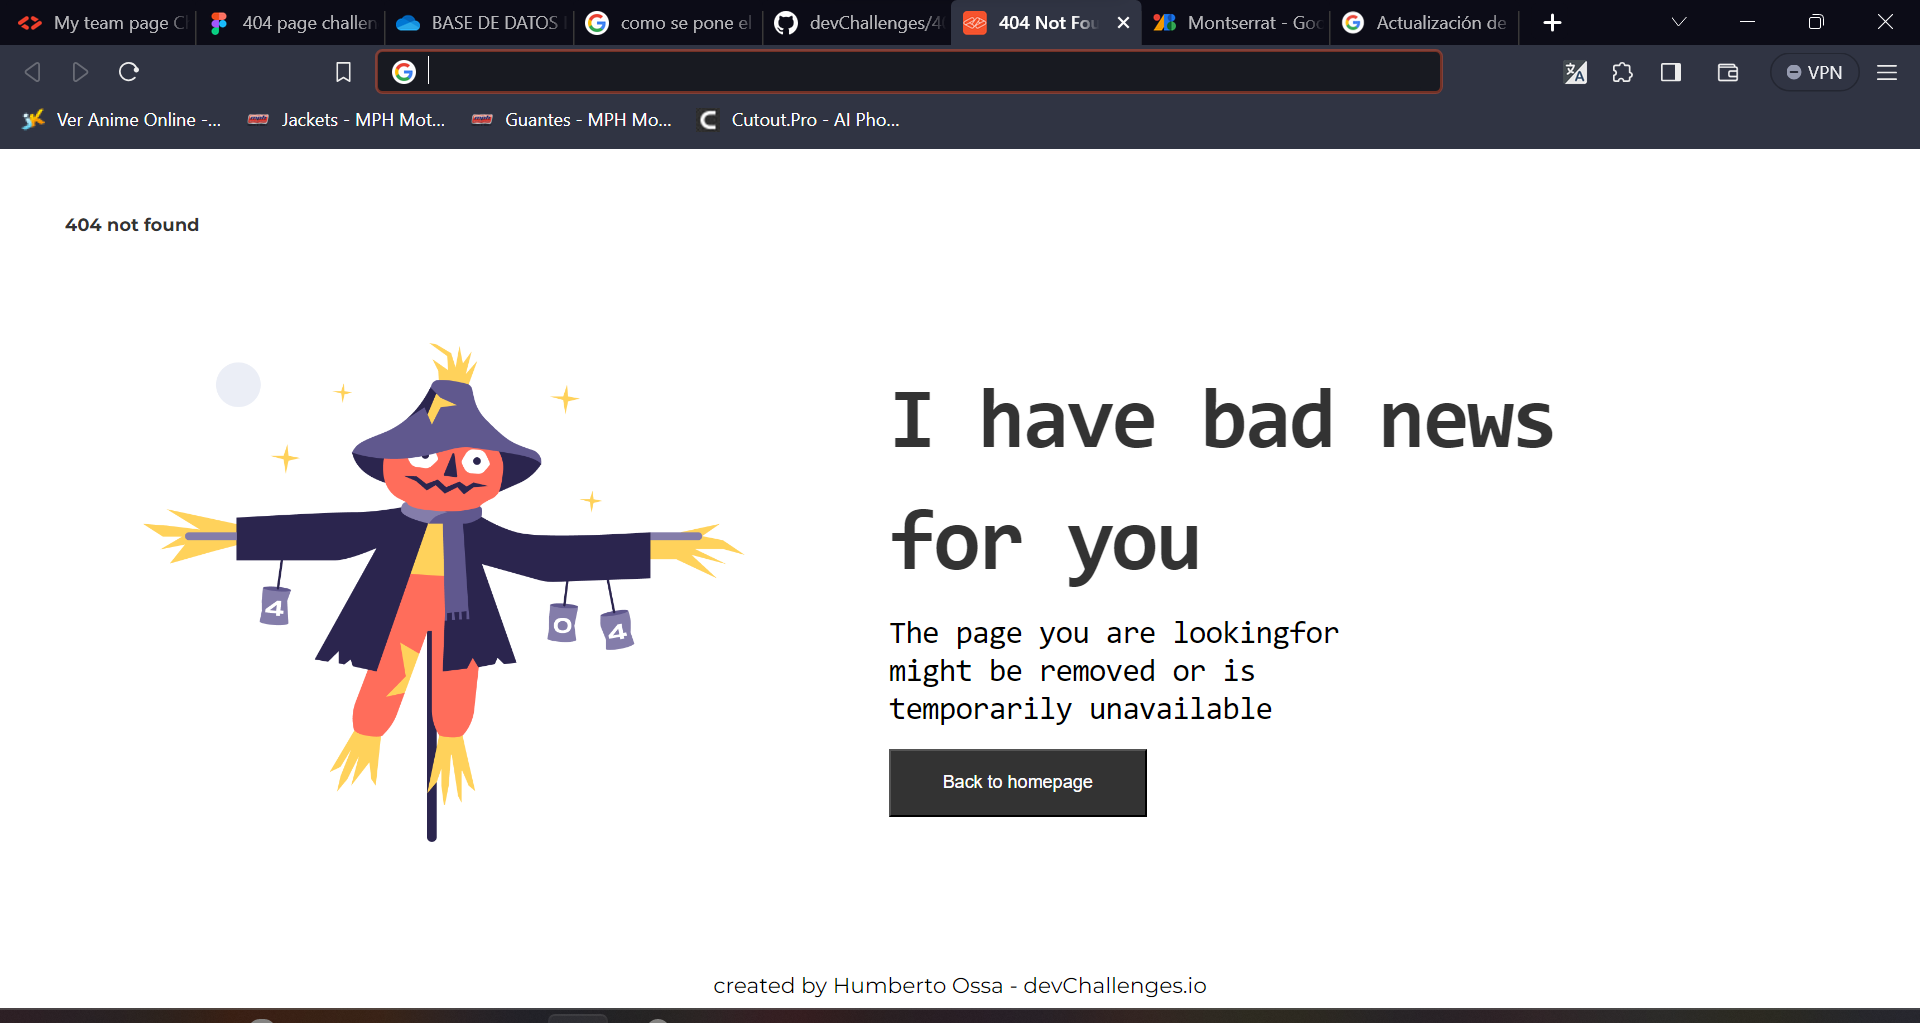 My team page C
404 page challen
BASE DE DATOS
como se pone el
devChallenges/4
404 Not Fou
Montserrat - Goo
Actualización de
VPN
Ver Anime Online -...
Jackets - MPH Mot...
Guantes - MPH Mo...
Cutout.Pro - AI Pho...
404 not found
I have bad news
for you
4
0
4
The page you are lookingfor
might be removed or is
temporarily unavailable
Back to homepage
created by Humberto Ossa - devChallenges.io